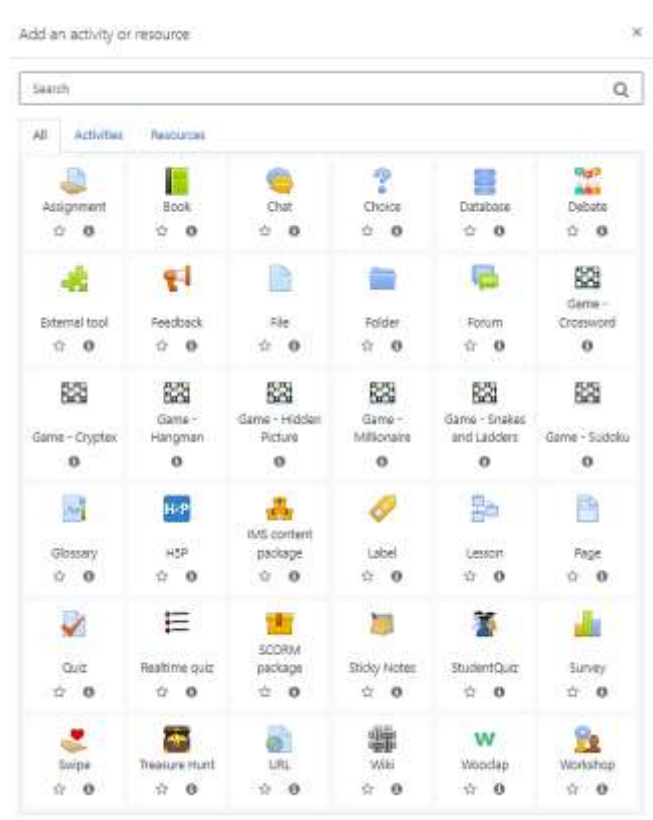 Add an activity or resource
Search
All Activities Resources
Assignment Book Chat Choice Database Debate
External tool Feedback File Folder Forum Game - Crossword
Game - Cryptex Game - Hangman Game - Hidden Picture Game - Millionaire Game - Snakes and Ladders Game - Sudoku
Glossary H5P H5P IMS content package Label Lesson Page
Quiz Realtime quiz SCORM package Sticky Notes StudentQuiz Survey
Swipe Treasure Hunt URL Wiki W Wooclap Workshop